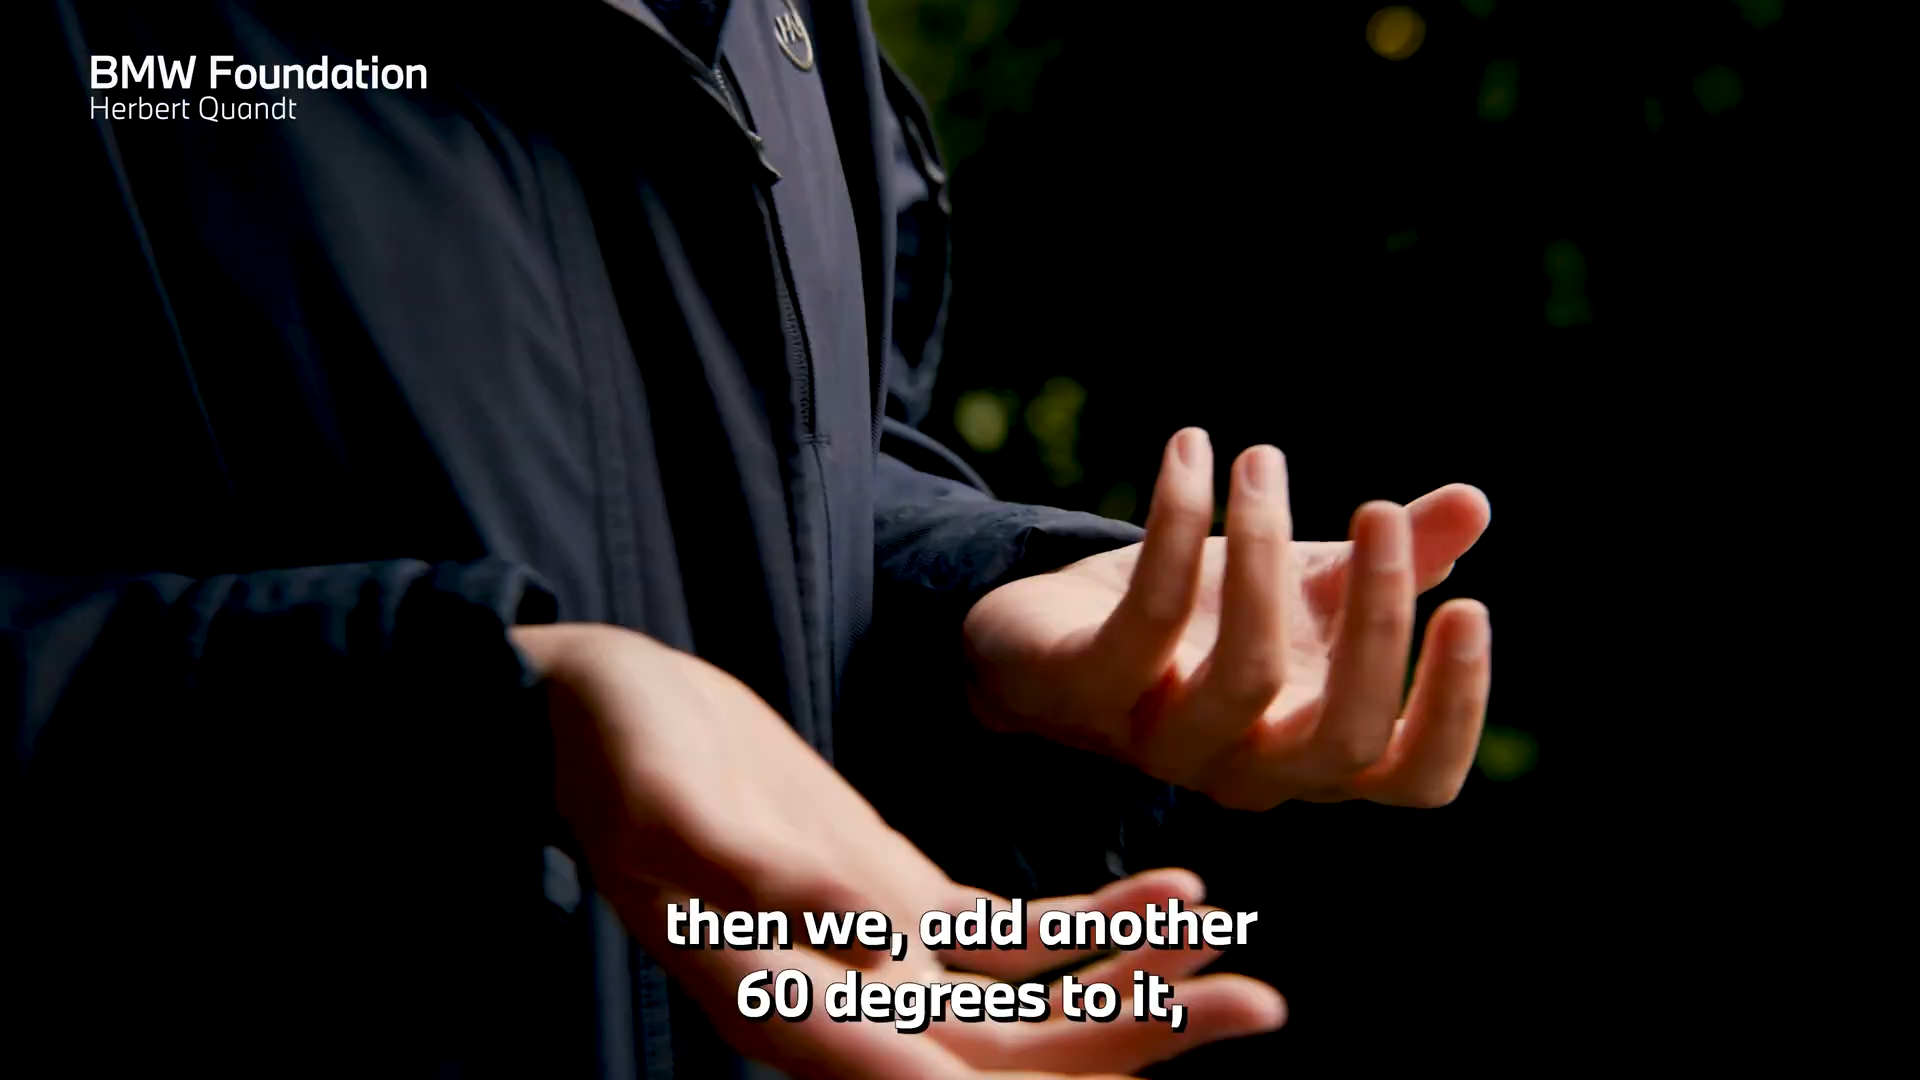 BMW Foundation
Herbert Quandt
then we, add another
60 degrees to it,